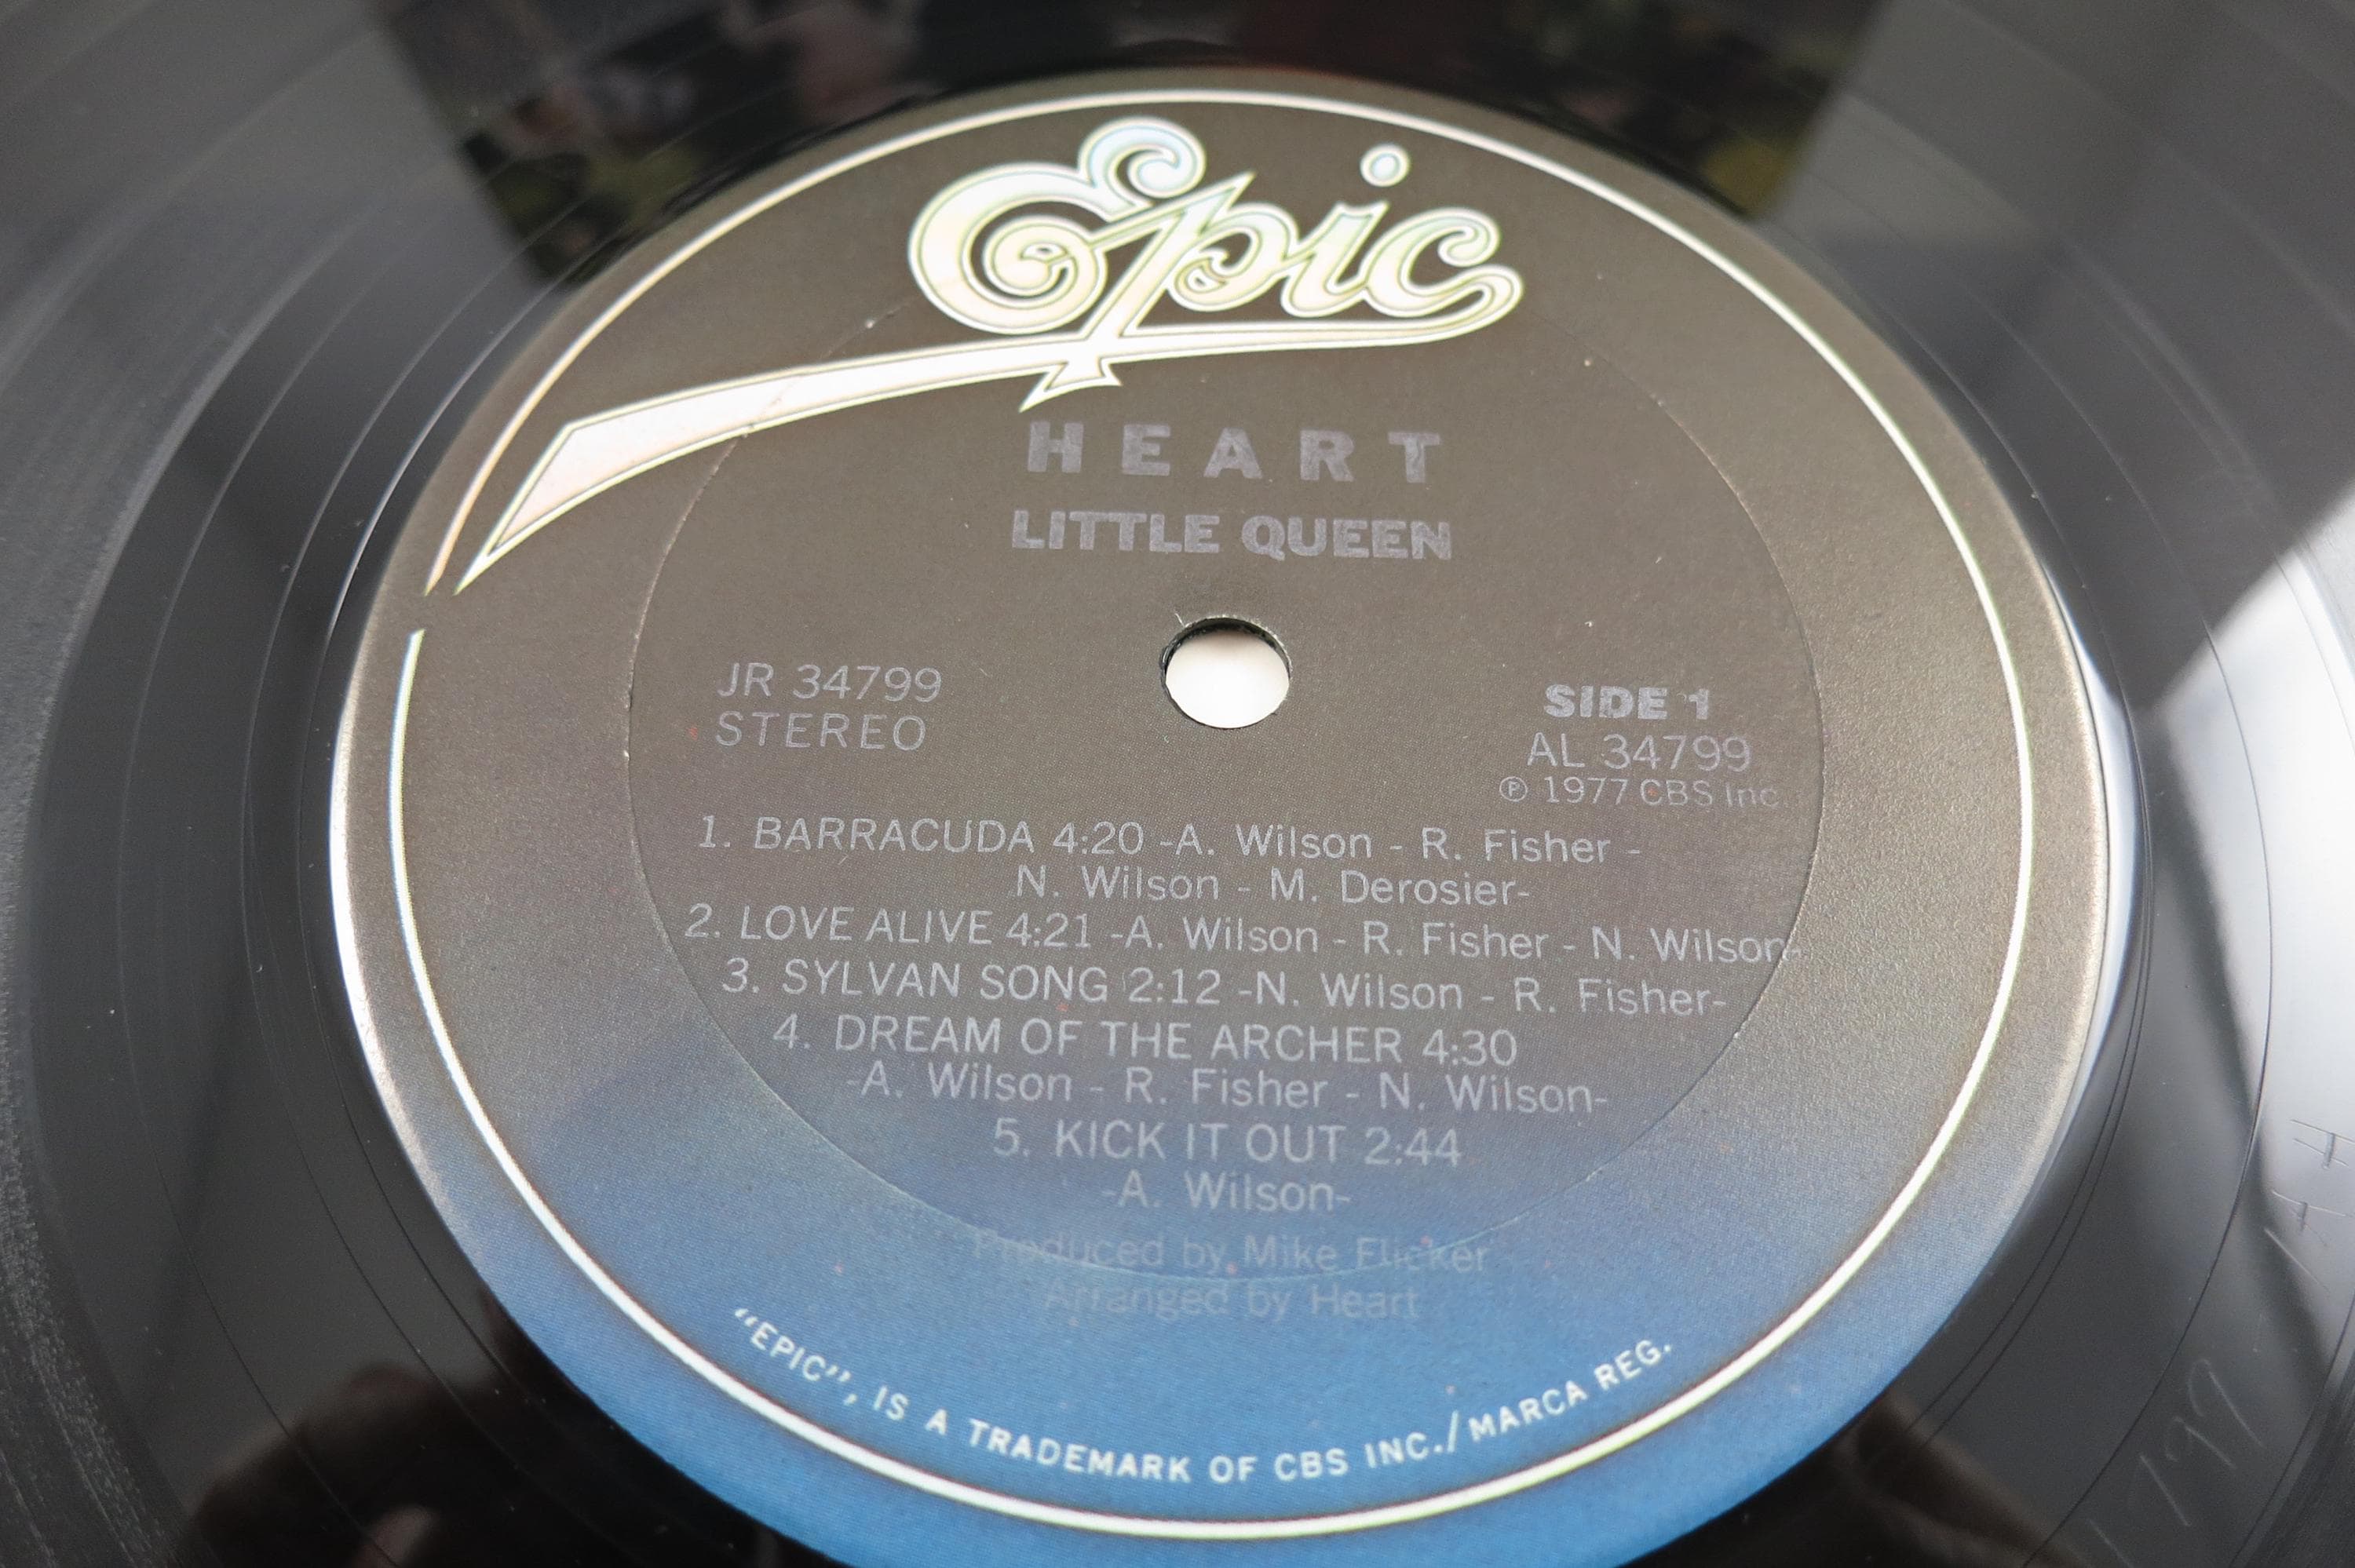 Epic
HEART
LITTLE QUEEN
JR 34799
STEREO
SIDE 1
AL 34799
℗ 1977 CBS Inc.
1. BARRACUDA 4:20 -A. Wilson - R. Fisher -
N. Wilson - M. Derosier-
2. LOVE ALIVE 4:21 -A. Wilson - R. Fisher - N. Wilson-
3. SYLVAN SONG 2:12 -N. Wilson - R. Fisher-
4. DREAM OF THE ARCHER 4:30
-A. Wilson - R. Fisher - N. Wilson-
5. KICK IT OUT 2:44
-A. Wilson-
Produced by Mike Flicker
Arranged by Heart
"EPIC", IS A TRADEMARK OF CBS INC./MARCA REG.